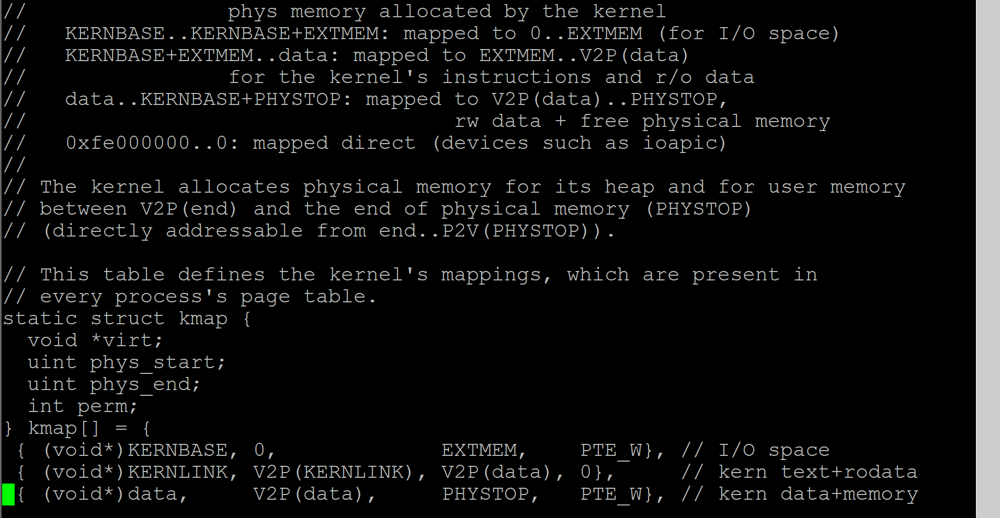 //                phys memory allocated by the kernel
//   KERNBASE..KERNBASE+EXTMEM: mapped to 0..EXTMEM (for I/O space)
//   KERNBASE+EXTMEM..data: mapped to EXTMEM..V2P(data)
//                for the kernel's instructions and r/o data
//   data..KERNBASE+PHYSTOP: mapped to V2P(data)..PHYSTOP,
//                                  rw data + free physical memory
//   0xfe000000..0: mapped direct (devices such as ioapic)
//
// The kernel allocates physical memory for its heap and for user memory
// between V2P(end) and the end of physical memory (PHYSTOP)
// (directly addressable from end..P2V(PHYSTOP)).

// This table defines the kernel's mappings, which are present in
// every process's page table.
static struct kmap {
  void *virt;
  uint phys_start;
  uint phys_end;
  int perm;
} kmap[] = {
 { (void*)KERNBASE, 0,             EXTMEM,    PTE_W}, // I/O space
 { (void*)KERNLINK, V2P(KERNLINK), V2P(data), 0},     // kern text+rodata
 { (void*)data,     V2P(data),     PHYSTOP,   PTE_W}, // kern data+memory